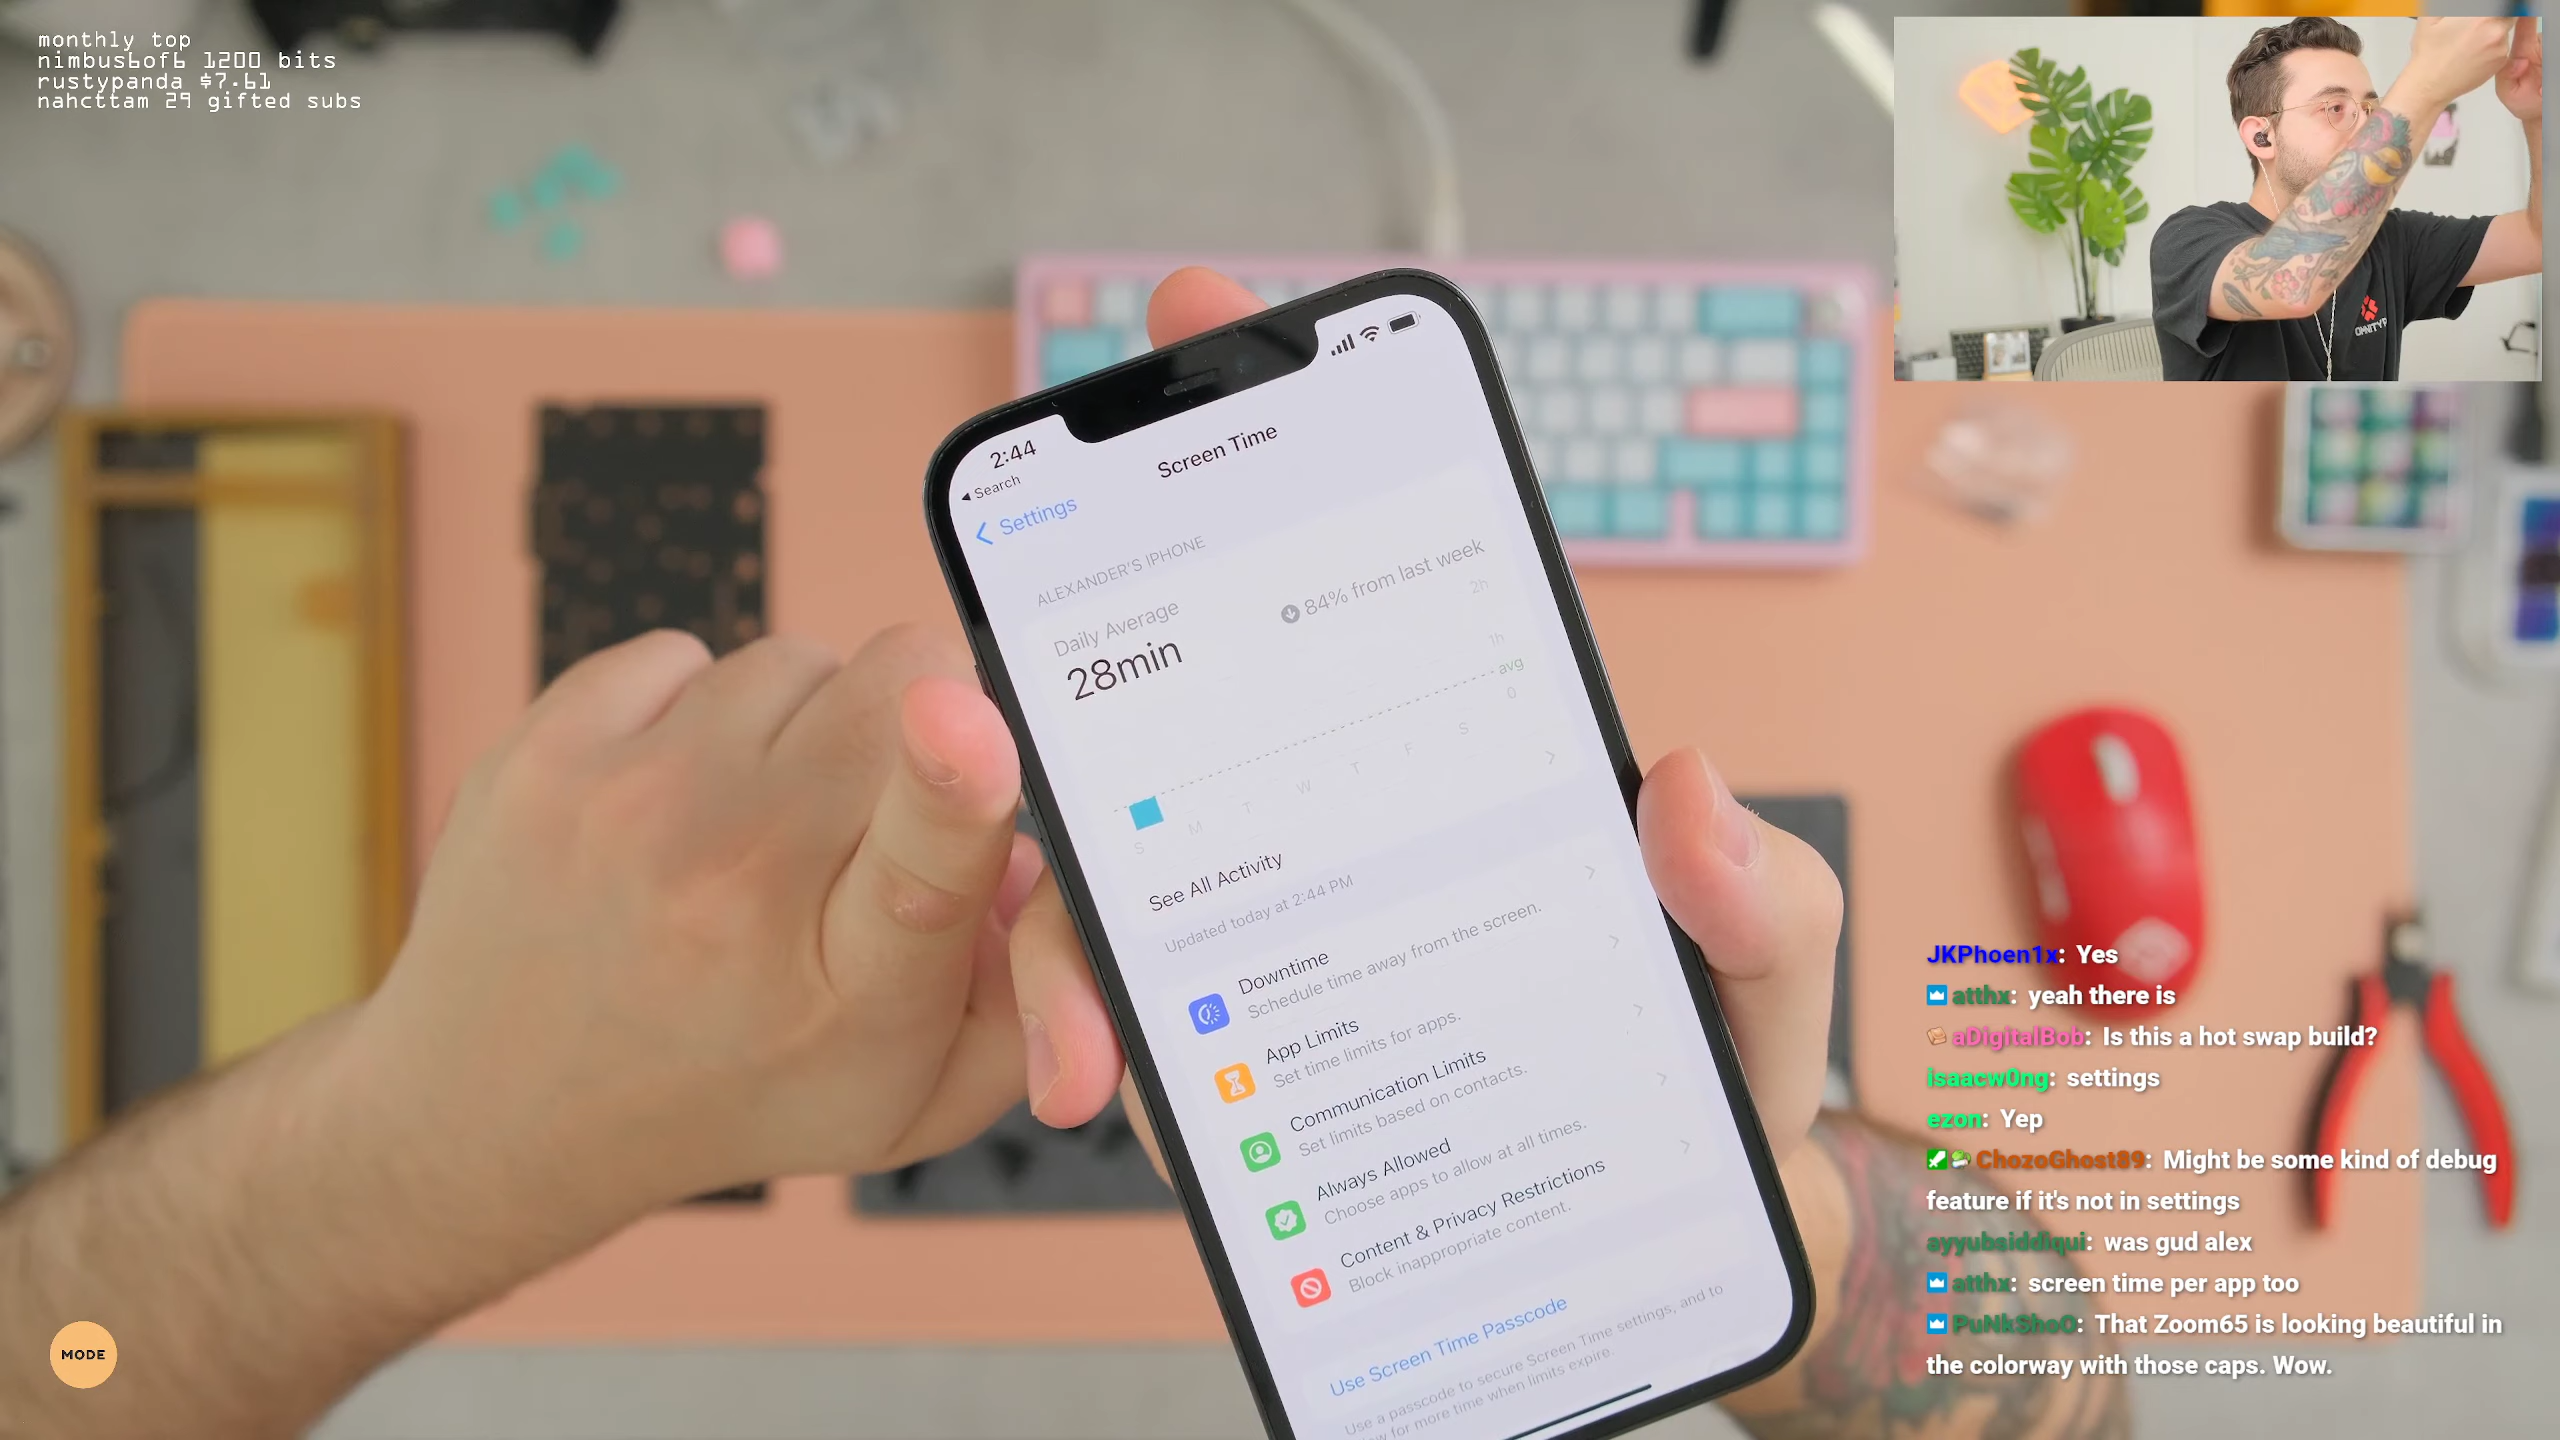 monthly top
nimbus6of6 1200 bits
rustypanda $7.61
nahcttam 29 gifted subs
2:44
Search
Screen Time
Settings
ALEXANDER'S IPHONE
Daily Average
84% from last week
28min
2h
1h
avg
0
S M T W T F S
See All Activity
Updated today at 2:44 PM
Downtime
Schedule time away from the screen.
App Limits
Set time limits for apps.
Communication Limits
Set limits based on contacts.
Always Allowed
Choose apps to allow at all times.
Content & Privacy Restrictions
Block inappropriate content.
Use Screen Time Passcode
Use a passcode to secure Screen Time settings, and to
for more time when limits expire.
JKPhoen1x: Yes
atthx: yeah there is
aDigitalBob: Is this a hot swap build?
isaacw0ng: settings
ezon: Yep
ChozoGhost89: Might be some kind of debug
feature if it's not in settings
ayyubsiddiqui: was gud alex
atthx: screen time per app too
PuNkShoO: That Zoom65 is looking beautiful in
the colorway with those caps. Wow.
MODE